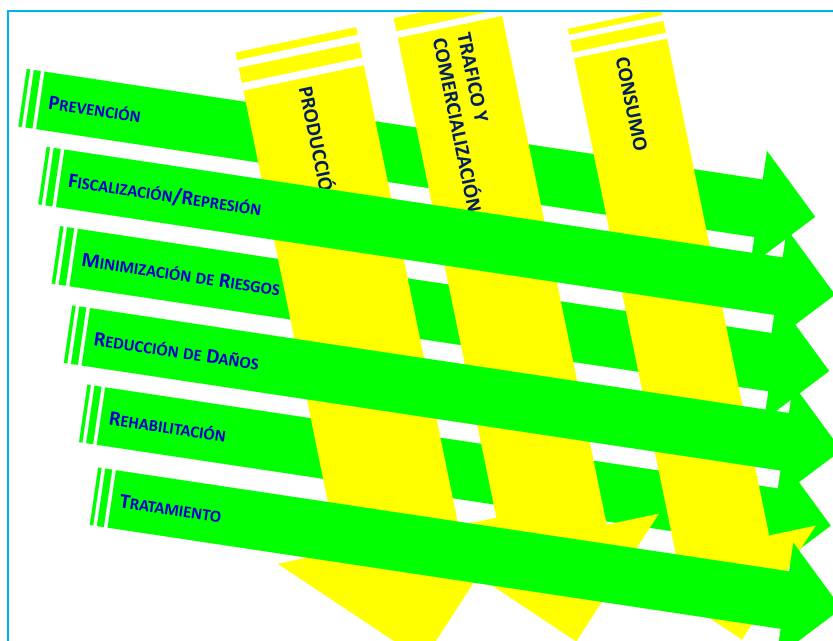 PREVENCIÓN
FISCALIZACIÓN/REPRESIÓN
MINIMIZACIÓN DE RIESGOS
REDUCCIÓN DE DAÑOS
REHABILITACIÓN
TRATAMIENTO
PRODUCCIÓ
TRAFICO Y
COMERCIALIZACIÓN
CONSUMO